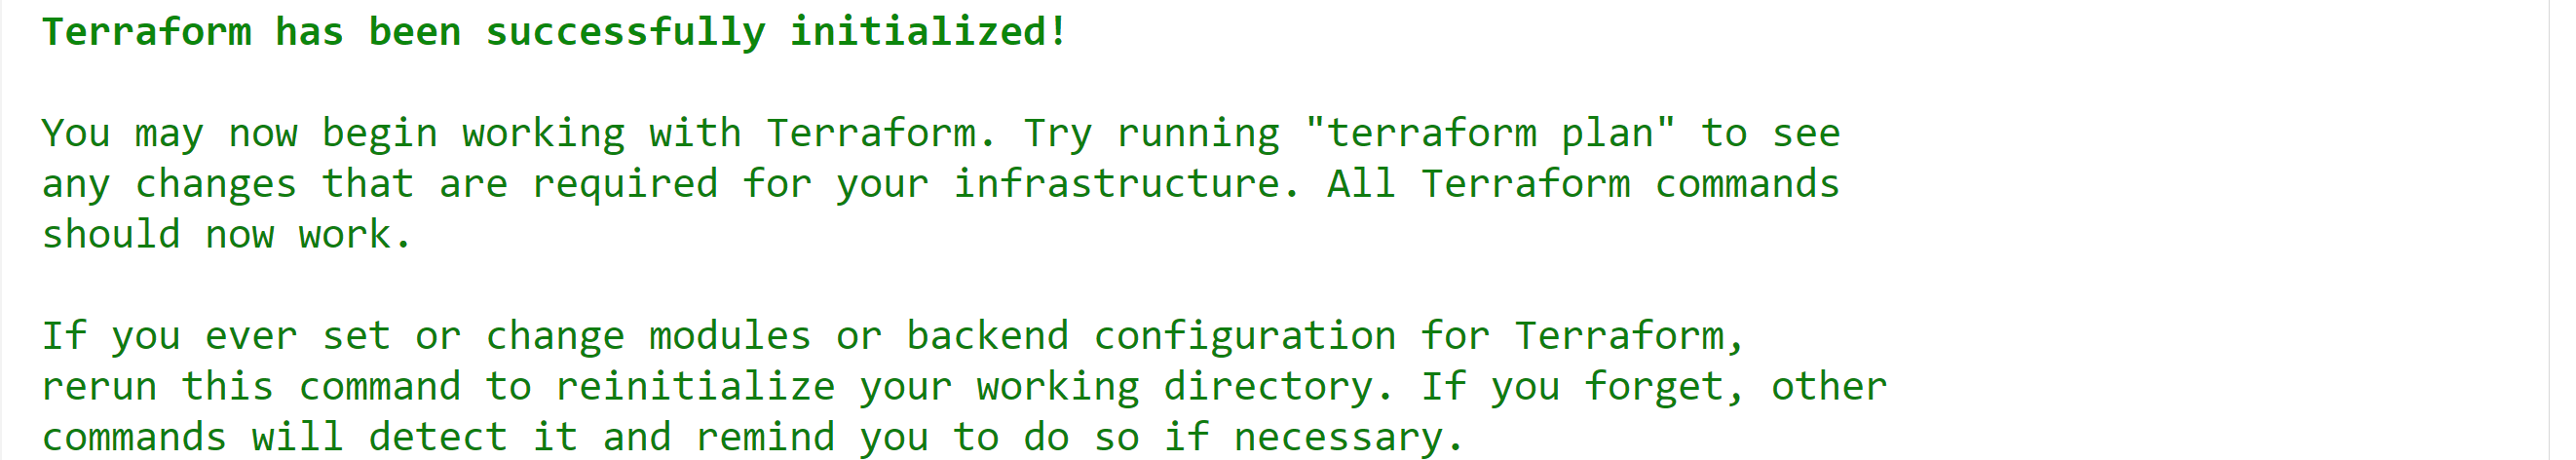 Terraform has been successfully initialized!
You may now begin working with Terraform. Try running "terraform plan" to see
any changes that are required for your infrastructure. All Terraform commands
should now work.
If you ever set or change modules or backend configuration for Terraform,
rerun this command to reinitialize your working directory. If you forget, other
commands will detect it and remind you to do so if necessary.